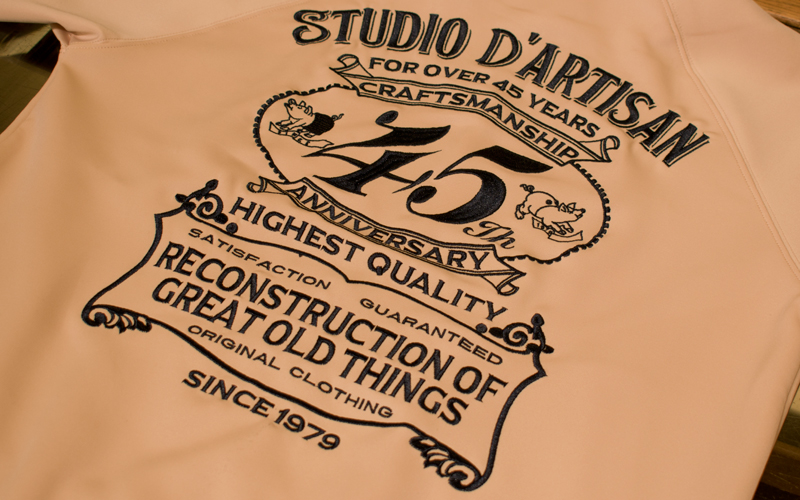 STUDIO D'ARTISAN
FOR OVER 45 YEARS
CRAFTSMANSHIP
45Th
ANNIVERSARY
HIGHEST QUALITY
SATISFACTION GUARANTEED
RECONSTRUCTION OF
GREAT OLD THINGS
ORIGINAL CLOTHING
SINCE 1979